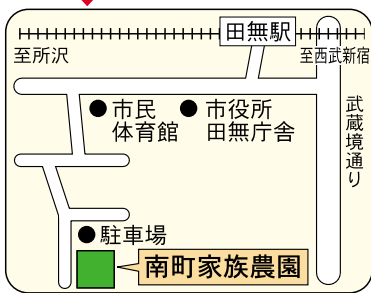 田無駅
至所沢
至西武新宿
市民
体育館
市役所
田無庁舎
武蔵境通り
駐車場
南町家族農園